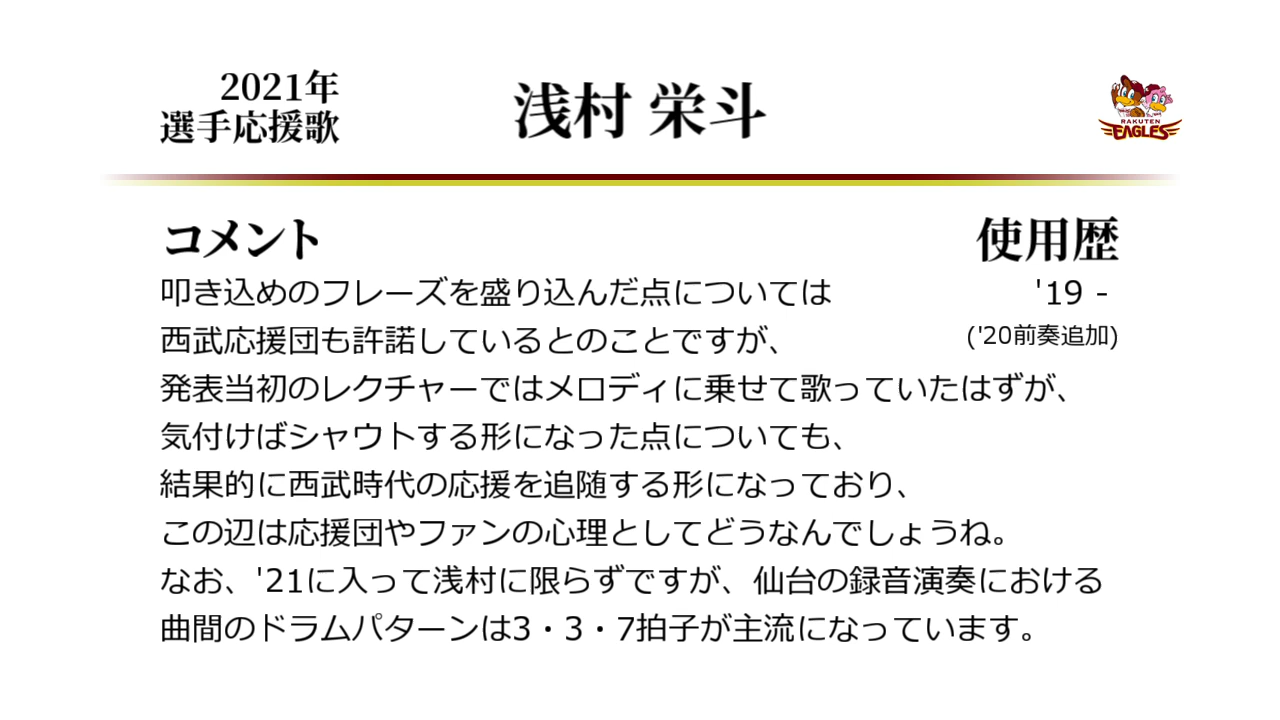 2021年
選手応援歌
浅村 栄斗
RAKUTEN
EAGLES
コメント
使用歴
叩き込めのフレーズを盛り込んだ点については
'19 -
西武応援団も許諾しているとのことですが、
('20前奏追加)
発表当初のレクチャーではメロディに乗せて歌っていたはずが、
気付けばシャウトする形になった点についても、
結果的に西武時代の応援を追随する形になっており、
この辺は応援団やファンの心理としてどうなんでしょうね。
なお、'21に入って浅村に限らずですが、仙台の録音演奏における
曲間のドラムパターンは3・3・7拍子が主流になっています。